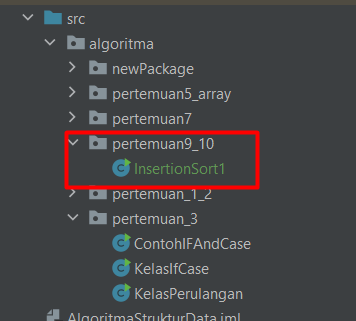 src
algoritma
newPackage
pertemuan5_array
pertemuan7
pertemuan9_10
InsertionSort1
pertemuan_1_2
pertemuan_3
ContohIFAndCase
KelasIfCase
KelasPerulangan
AlgoritmaStrukturData.iml